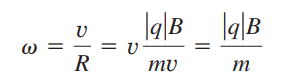 ω = v/R = v |q|B/mv = |q|B/m